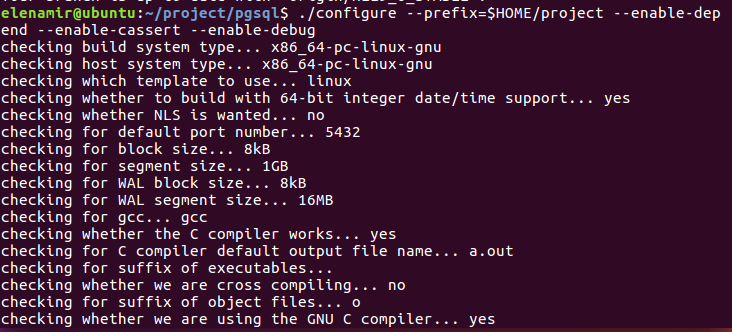 elenamir@ubuntu:~/project/pgsql$ ./configure --prefix=$HOME/project --enable-dep
end --enable-cassert --enable-debug
checking build system type... x86_64-pc-linux-gnu
checking host system type... x86_64-pc-linux-gnu
checking which template to use... linux
checking whether to build with 64-bit integer date/time support... yes
checking whether NLS is wanted... no
checking for default port number... 5432
checking for block size... 8kB
checking for segment size... 1GB
checking for WAL block size... 8kB
checking for WAL segment size... 16MB
checking for gcc... gcc
checking whether the C compiler works... yes
checking for C compiler default output file name... a.out
checking for suffix of executables...
checking whether we are cross compiling... no
checking for suffix of object files... o
checking whether we are using the GNU C compiler... yes